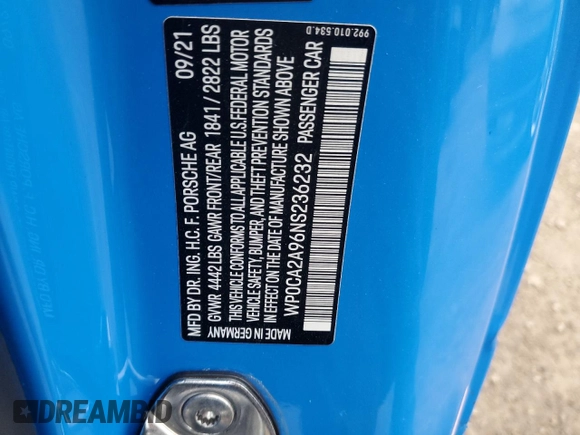 MFD BY DR. ING. H.C. F. PORSCHE AG 09/21
GVWR 4442 LBS GAWR FRONT/REAR 1841 / 2822 LBS
THIS VEHICLE CONFORMS TO ALL APPLICABLE U.S. FEDERAL MOTOR
VEHICLE SAFETY, BUMPER, AND THEFT PREVENTION STANDARDS
IN EFFECT ON THE DATE OF MANUFACTURE SHOWN ABOVE
WP0CA2A96NS236232 PASSENGER CAR
MADE IN GERMANY
992.010.534.D
DREAMBID